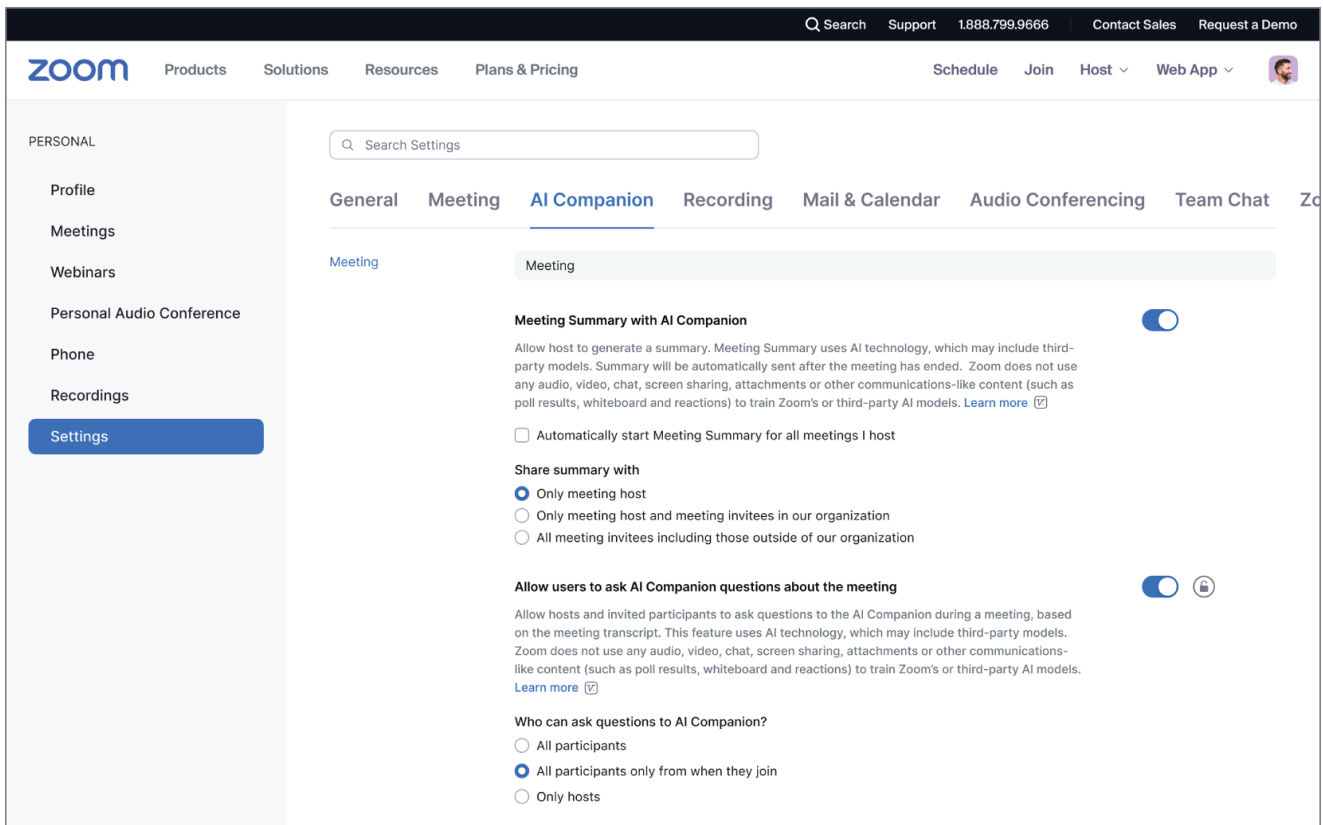 Search Support 1.888.799.9666 Contact Sales Request a Demo
zoom Products Solutions Resources Plans & Pricing Schedule Join Host Web App
PERSONAL
Profile
Meetings
Webinars
Personal Audio Conference
Phone
Recordings
Settings
Search Settings
General Meeting AI Companion Recording Mail & Calendar Audio Conferencing Team Chat
Meeting
Meeting
Meeting Summary with AI Companion
Allow host to generate a summary. Meeting Summary uses AI technology, which may include third-
party models. Summary will be automatically sent after the meeting has ended. Zoom does not use
any audio, video, chat, screen sharing, attachments or other communications-like content (such as
poll results, whiteboard and reactions) to train Zoom's or third-party AI models. Learn more
Automatically start Meeting Summary for all meetings I host
Share summary with
Only meeting host
Only meeting host and meeting invitees in our organization
All meeting invitees including those outside of our organization
Allow users to ask AI Companion questions about the meeting
Allow hosts and invited participants to ask questions to the AI Companion during a meeting, based
on the meeting transcript. This feature uses AI technology, which may include third-party models.
Zoom does not use any audio, video, chat, screen sharing, attachments or other communications-
like content (such as poll results, whiteboard and reactions) to train Zoom's or third-party AI models.
Learn more
Who can ask questions to AI Companion?
All participants
All participants only from when they join
Only hosts